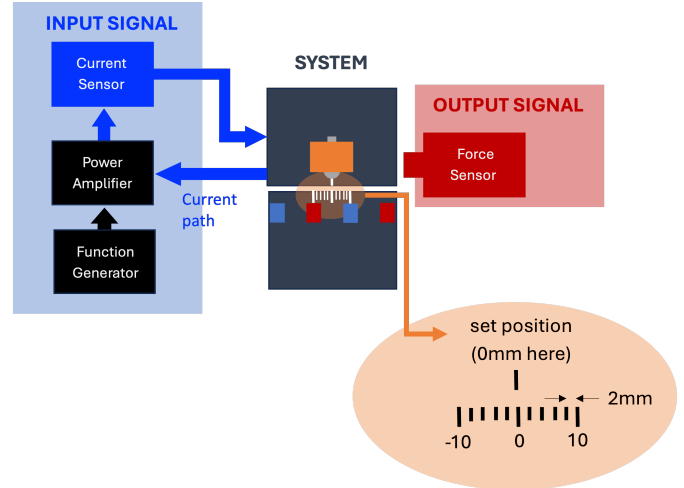 INPUT SIGNAL
Current
Sensor
Power
Amplifier
Function
Generator
Current
path
SYSTEM
OUTPUT SIGNAL
Force
Sensor
set position
(0mm here)
2mm
-10
0
10